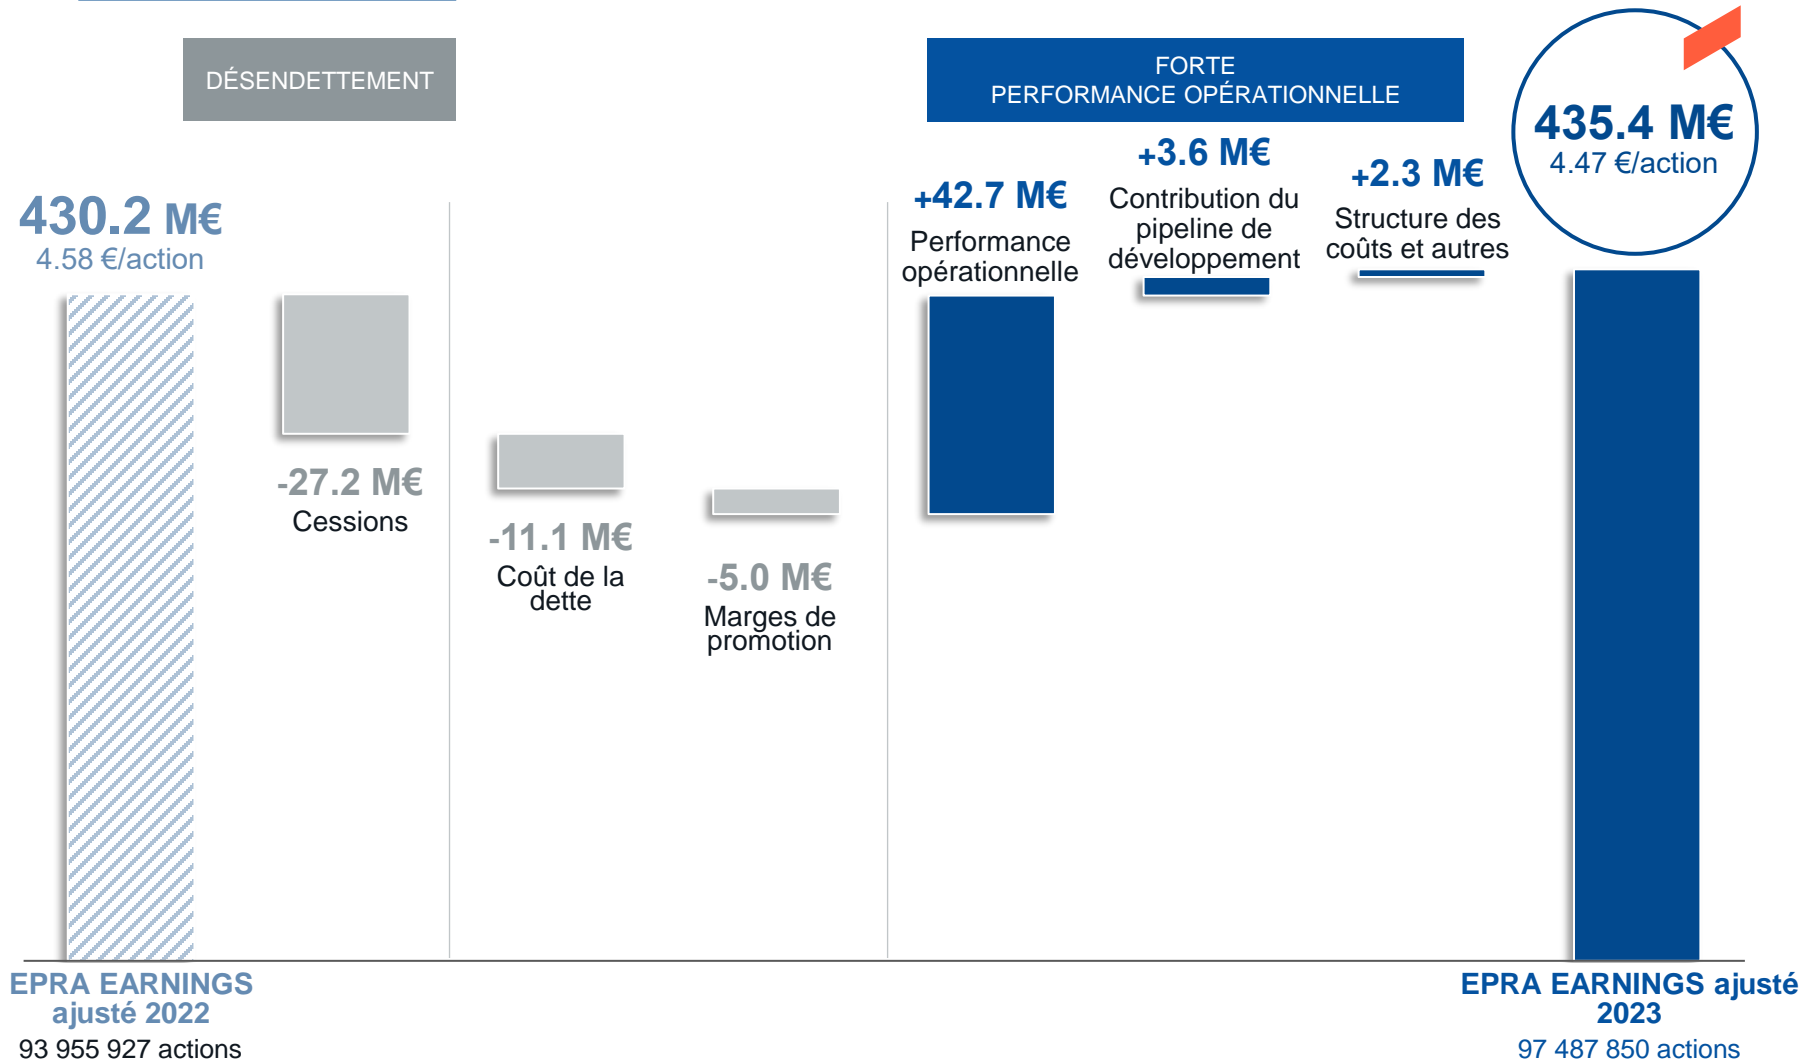 DÉSENDETTEMENT
FORTE
PERFORMANCE OPÉRATIONNELLE
430.2 M€
4.58 €/action
-27.2 M€
Cessions
-11.1 M€
Coût de la
dette
-5.0 M€
Marges de
promotion
+42.7 M€
Performance
opérationnelle
+3.6 M€
Contribution du
pipeline de
développement
+2.3 M€
Structure des
coûts et autres
435.4 M€
4.47 €/action
EPRA EARNINGS
ajusté 2022
93 955 927 actions
EPRA EARNINGS ajusté
2023
97 487 850 actions